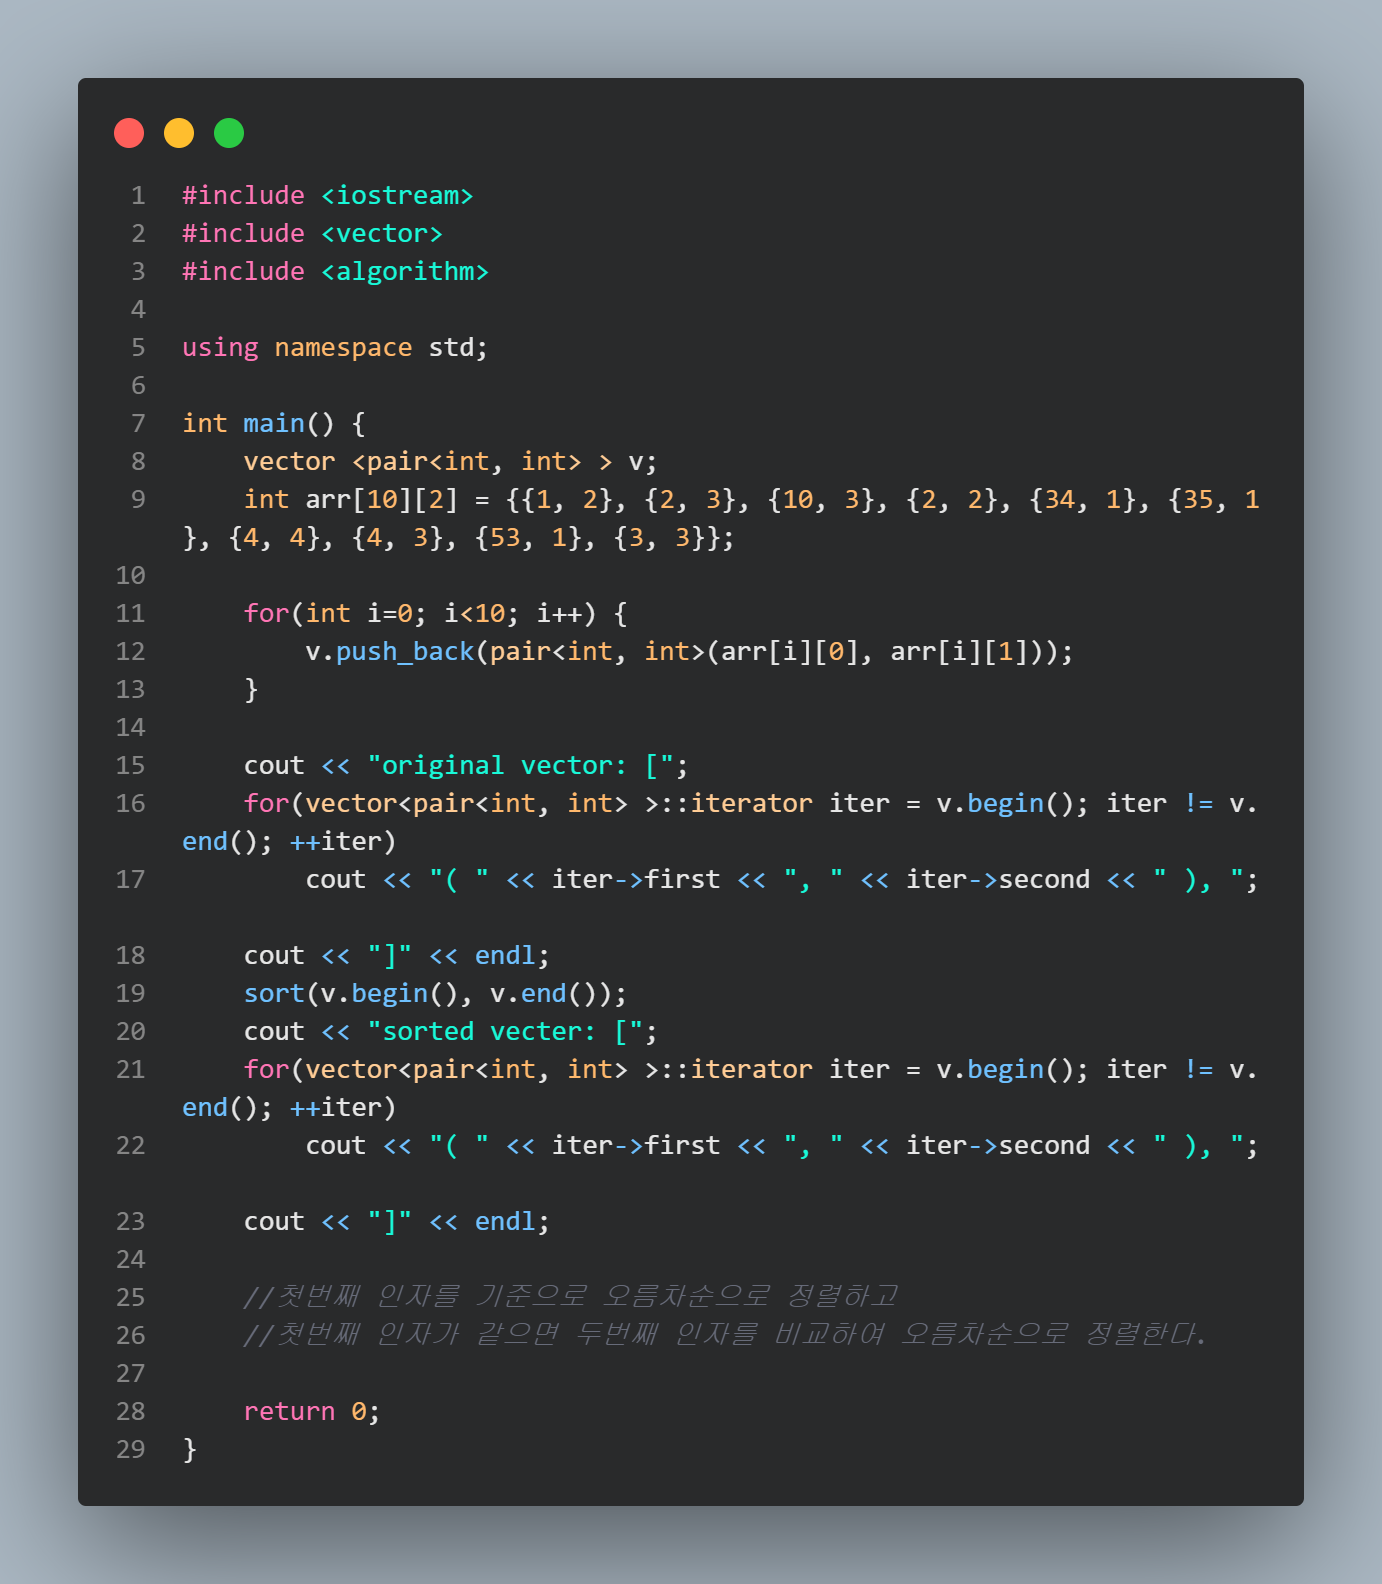 1 #include <iostream>
2 #include <vector>
3 #include <algorithm>
4
5 using namespace std;
6
7 int main() {
8     vector <pair<int, int> > v;
9     int arr[10][2] = {{1, 2}, {2, 3}, {10, 3}, {2, 2}, {34, 1}, {35, 1
}, {4, 4}, {4, 3}, {53, 1}, {3, 3}};
10
11     for(int i=0; i<10; i++) {
12         v.push_back(pair<int, int>(arr[i][0], arr[i][1]));
13     }
14
15     cout << "original vector: [";
16     for(vector<pair<int, int> >::iterator iter = v.begin(); iter != v.
end(); ++iter)
17         cout << "( " << iter->first << ", " << iter->second << " ), ";
18     cout << "]" << endl;
19     sort(v.begin(), v.end());
20     cout << "sorted vecter: [";
21     for(vector<pair<int, int> >::iterator iter = v.begin(); iter != v.
end(); ++iter)
22         cout << "( " << iter->first << ", " << iter->second << " ), ";
23     cout << "]" << endl;
24
25     //첫번째 인자를 기준으로 오름차순으로 정렬하고
26     //첫번째 인자가 같으면 두번째 인자를 비교하여 오름차순으로 정렬한다.
27
28     return 0;
29 }